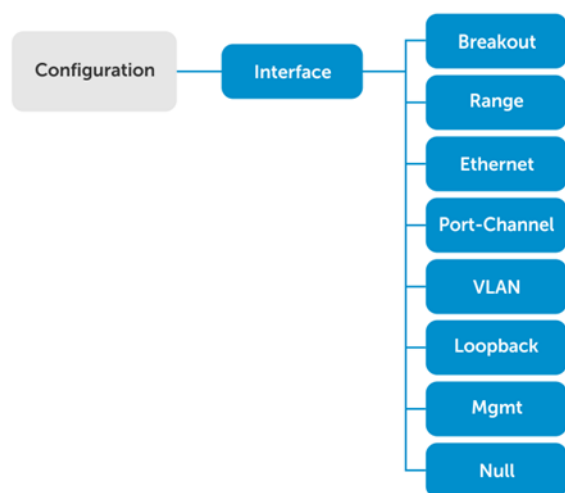 Configuration
Interface
Breakout
Range
Ethernet
Port-Channel
VLAN
Loopback
Mgmt
Null